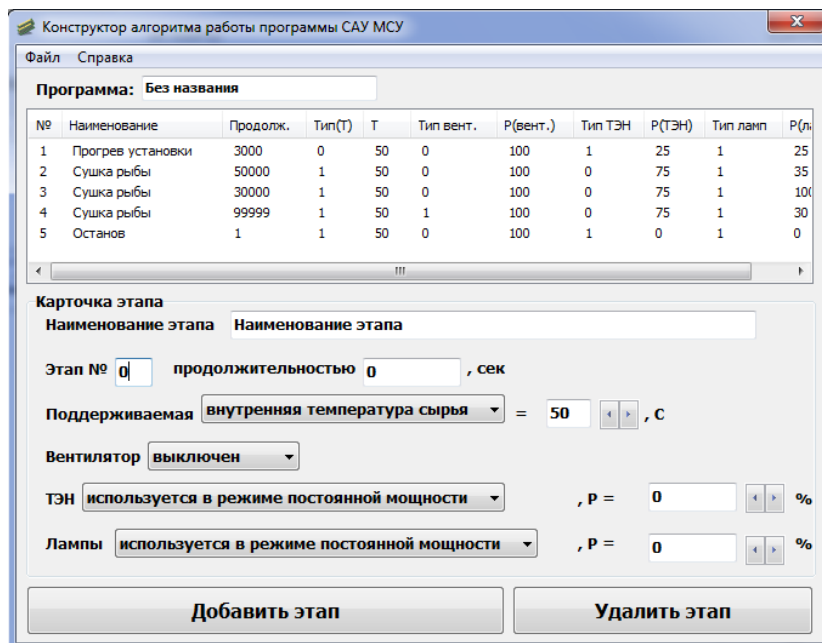 Конструктор алгоритма работы программы САУ МСУ
Файл Справка
Программа: Без названия
№ Наименование Продолж. Тип(Т) Т Тип вент. Р(вент.) Тип ТЭН Р(ТЭН) Тип ламп Р(л
1 Прогрев установки 3000 0 50 0 100 1 25 1 25
2 Сушка рыбы 50000 1 50 0 100 0 75 1 35
3 Сушка рыбы 30000 1 50 0 100 0 75 1 100
4 Сушка рыбы 99999 1 50 1 100 0 75 1 30
5 Останов 1 1 50 0 100 1 0 1 0
Карточка этапа
Наименование этапа Наименование этапа
Этап № 0 продолжительностью 0 , сек
Поддерживаемая внутренняя температура сырья = 50 , С
Вентилятор выключен
ТЭН используется в режиме постоянной мощности , Р = 0 %
Лампы используется в режиме постоянной мощности , Р = 0 %
Добавить этап Удалить этап